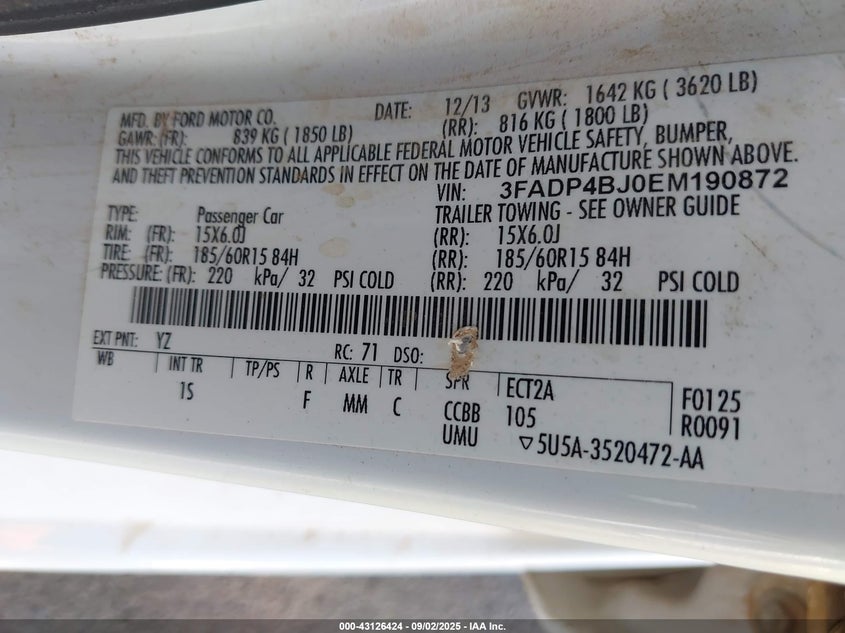 MFD. BY FORD MOTOR CO. DATE: 12/13 GVWR: 1642 KG ( 3620 LB)
GAWR: (FR): 839 KG ( 1850 LB) (RR): 816 KG ( 1800 LB)
THIS VEHICLE CONFORMS TO ALL APPLICABLE FEDERAL MOTOR VEHICLE SAFETY, BUMPER,
AND THEFT PREVENTION STANDARDS IN EFFECT ON THE DATE OF MANUFACTURE SHOWN ABOVE.
VIN: 3FADP4BJ0EM190872
TYPE: Passenger Car TRAILER TOWING - SEE OWNER GUIDE
RIM: (FR): 15X6.0J (RR): 15X6.0J
TIRE: (FR): 185/60R15 84H (RR): 185/60R15 84H
PRESSURE: (FR): 220 kPa/ 32 PSI COLD (RR): 220 kPa/ 32 PSI COLD
EXT PNT: YZ RC: 71 DSO:
WB INT TR TP/PS R AXLE TR SPR ECT2A F0125
1S F MM C CCBB 105 R0091
UMU ▽5U5A-3520472-AA
000-43126424 - 09/02/2025 - IAA Inc.